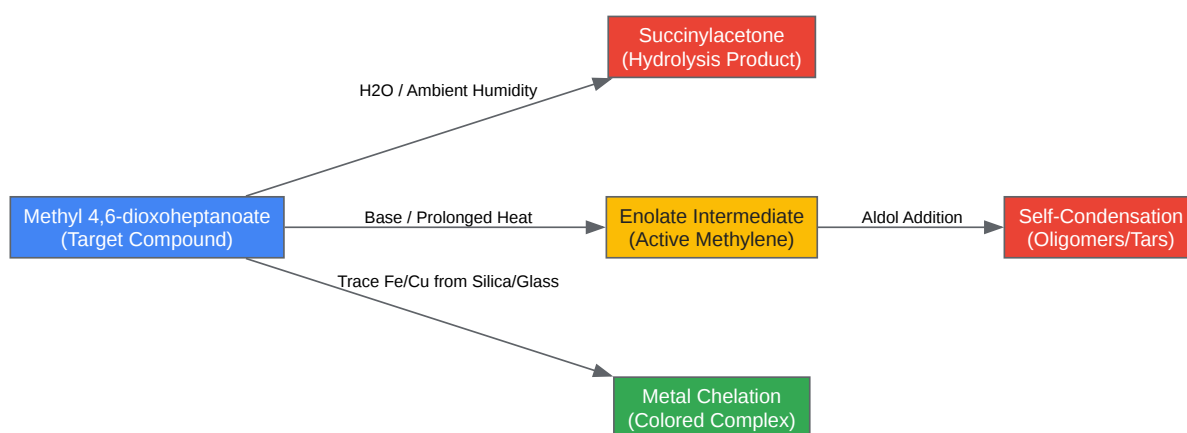 Succinylacetone
(Hydrolysis Product)
H2O / Ambient Humidity
Methyl 4,6-dioxoheptanoate
(Target Compound)
Base / Prolonged Heat
Enolate Intermediate
(Active Methylene)
Aldol Addition
Self-Condensation
(Oligomers/Tars)
Trace Fe/Cu from Silica/Glass
Metal Chelation
(Colored Complex)